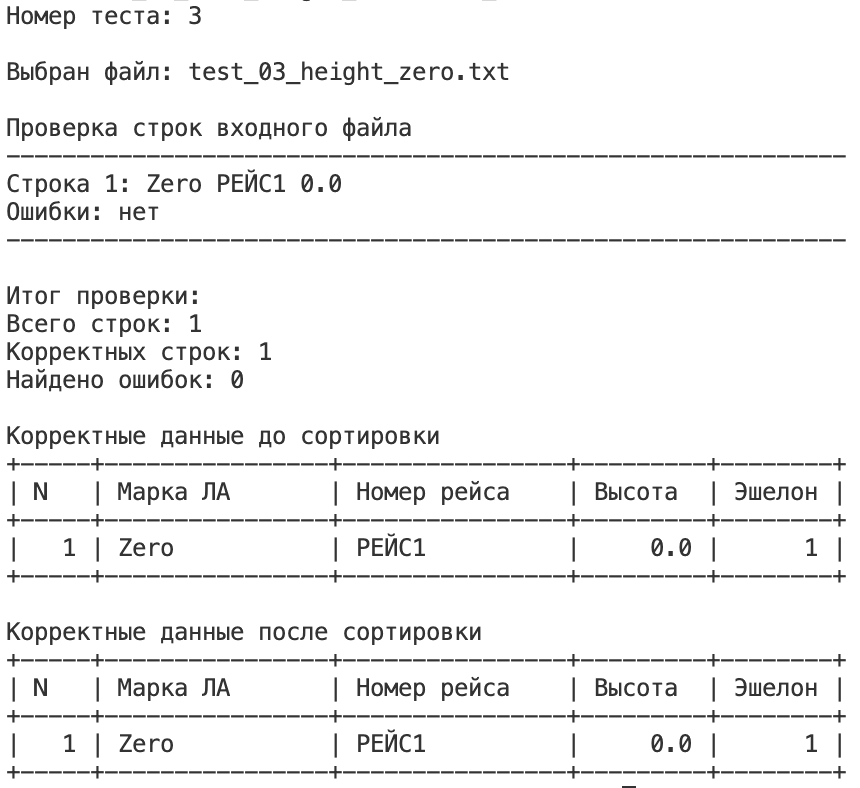 Номер теста: 3
Выбран файл: test_03_height_zero.txt
Проверка строк входного файла
------------------------------------------------------------
Строка 1: Zero РЕЙС1 0.0
Ошибки: нет
------------------------------------------------------------
Итог проверки:
Всего строк: 1
Корректных строк: 1
Найдено ошибок: 0
Корректные данные до сортировки
+-----+----------------+----------------+---------+--------+
| N   | Марка ЛА       | Номер рейса    | Высота  | Эшелон |
+-----+----------------+----------------+---------+--------+
|   1 | Zero           | РЕЙС1          |     0.0 |      1 |
+-----+----------------+----------------+---------+--------+
Корректные данные после сортировки
+-----+----------------+----------------+---------+--------+
| N   | Марка ЛА       | Номер рейса    | Высота  | Эшелон |
+-----+----------------+----------------+---------+--------+
|   1 | Zero           | РЕЙС1          |     0.0 |      1 |
+-----+----------------+----------------+---------+--------+